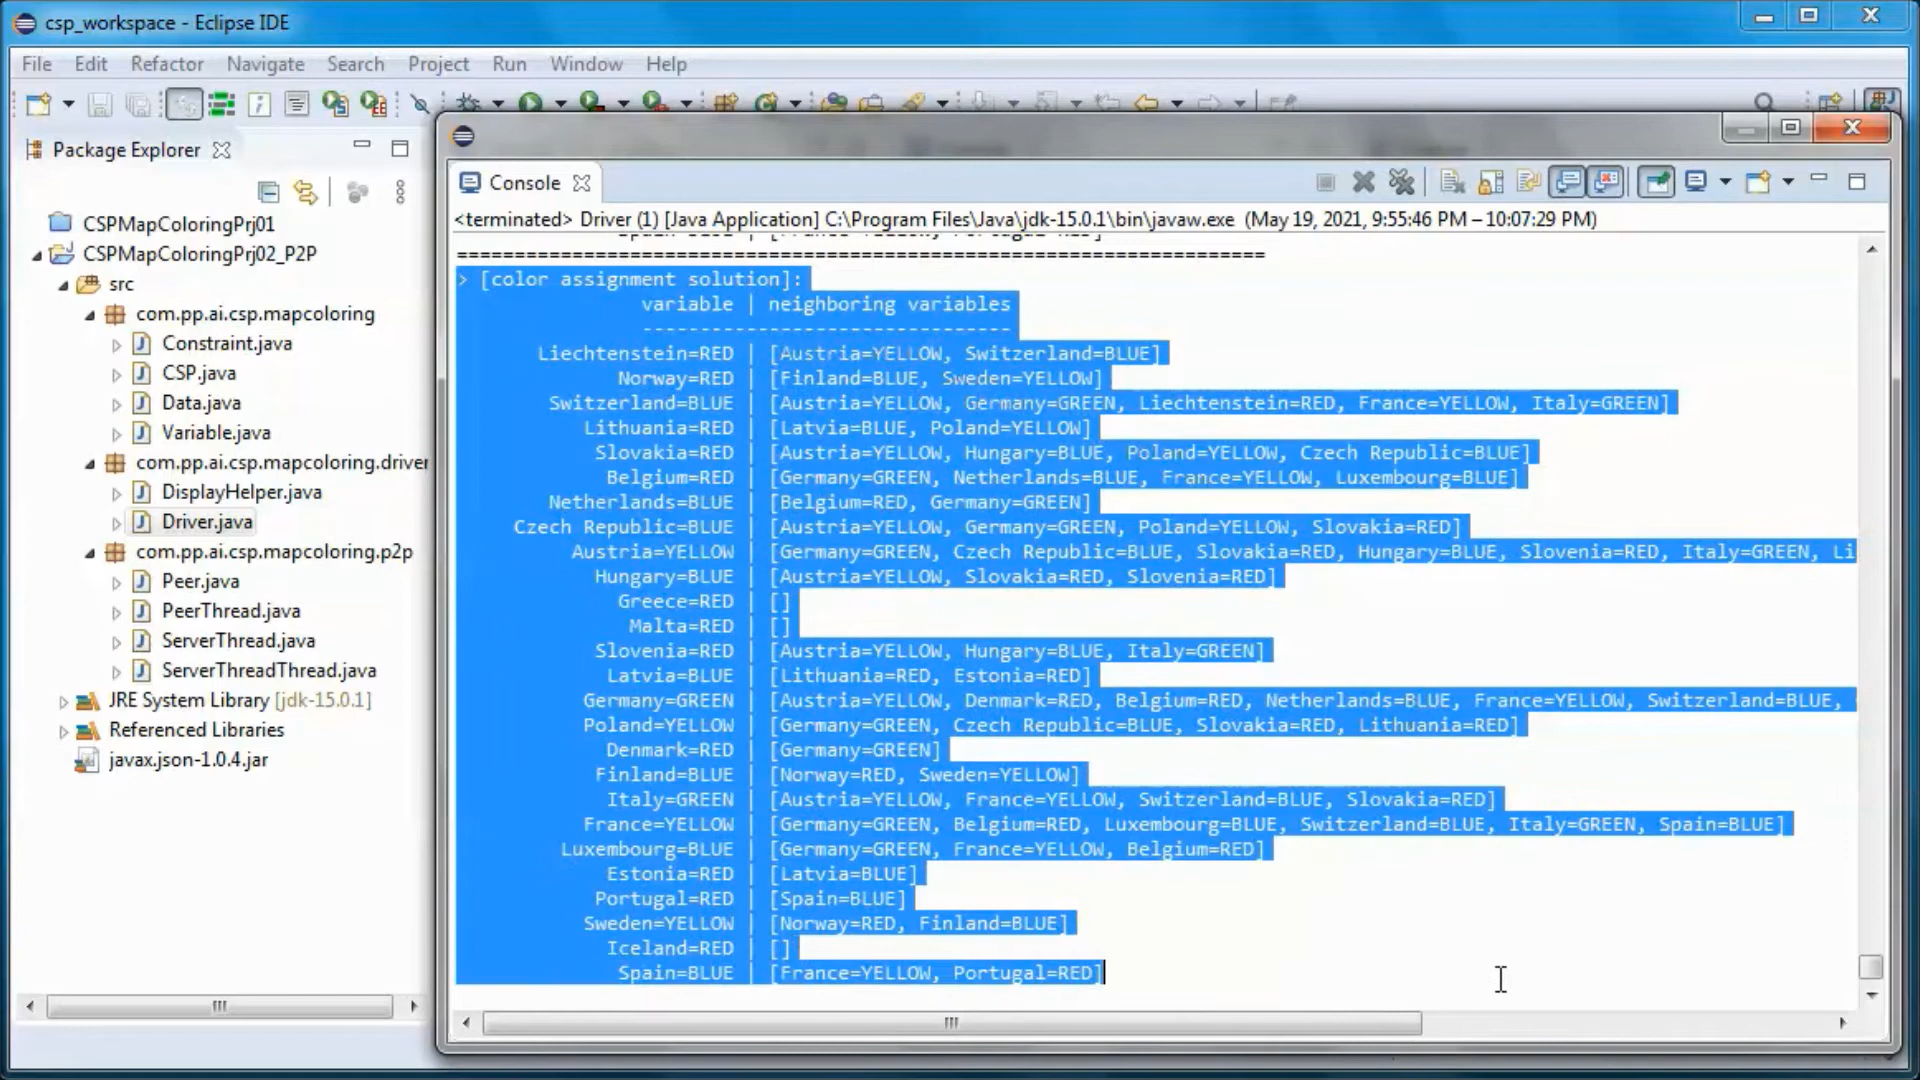 csp_workspace - Eclipse IDE
File Edit Refactor Navigate Search Project Run Window Help
Package Explorer
CSPMapColoringPrj01
CSPMapColoringPrj02_P2P
src
com.pp.ai.csp.mapcoloring
Constraint.java
CSP.java
Data.java
Variable.java
com.pp.ai.csp.mapcoloring.driver
DisplayHelper.java
Driver.java
com.pp.ai.csp.mapcoloring.p2p
Peer.java
PeerThread.java
ServerThread.java
ServerThreadThread.java
JRE System Library [jdk-15.0.1]
Referenced Libraries
javax.json-1.0.4.jar
Console
<terminated> Driver (1) [Java Application] C:\Program Files\Java\jdk-15.0.1\bin\javaw.exe (May 19, 2021, 9:55:46 PM – 10:07:29 PM)
======================================================================
> [color assignment solution]:
variable | neighboring variables
--------------------------------
Liechtenstein=RED | [Austria=YELLOW, Switzerland=BLUE]
Norway=RED | [Finland=BLUE, Sweden=YELLOW]
Switzerland=BLUE | [Austria=YELLOW, Germany=GREEN, Liechtenstein=RED, France=YELLOW, Italy=GREEN]
Lithuania=RED | [Latvia=BLUE, Poland=YELLOW]
Slovakia=RED | [Austria=YELLOW, Hungary=BLUE, Poland=YELLOW, Czech Republic=BLUE]
Belgium=RED | [Germany=GREEN, Netherlands=BLUE, France=YELLOW, Luxembourg=BLUE]
Netherlands=BLUE | [Belgium=RED, Germany=GREEN]
Czech Republic=BLUE | [Austria=YELLOW, Germany=GREEN, Poland=YELLOW, Slovakia=RED]
Austria=YELLOW | [Germany=GREEN, Czech Republic=BLUE, Slovakia=RED, Hungary=BLUE, Slovenia=RED, Italy=GREEN, Li
Hungary=BLUE | [Austria=YELLOW, Slovakia=RED, Slovenia=RED]
Greece=RED | []
Malta=RED | []
Slovenia=RED | [Austria=YELLOW, Hungary=BLUE, Italy=GREEN]
Latvia=BLUE | [Lithuania=RED, Estonia=RED]
Germany=GREEN | [Austria=YELLOW, Denmark=RED, Belgium=RED, Netherlands=BLUE, France=YELLOW, Switzerland=BLUE,
Poland=YELLOW | [Germany=GREEN, Czech Republic=BLUE, Slovakia=RED, Lithuania=RED]
Denmark=RED | [Germany=GREEN]
Finland=BLUE | [Norway=RED, Sweden=YELLOW]
Italy=GREEN | [Austria=YELLOW, France=YELLOW, Switzerland=BLUE, Slovakia=RED]
France=YELLOW | [Germany=GREEN, Belgium=RED, Luxembourg=BLUE, Switzerland=BLUE, Italy=GREEN, Spain=BLUE]
Luxembourg=BLUE | [Germany=GREEN, France=YELLOW, Belgium=RED]
Estonia=RED | [Latvia=BLUE]
Portugal=RED | [Spain=BLUE]
Sweden=YELLOW | [Norway=RED, Finland=BLUE]
Iceland=RED | []
Spain=BLUE | [France=YELLOW, Portugal=RED]